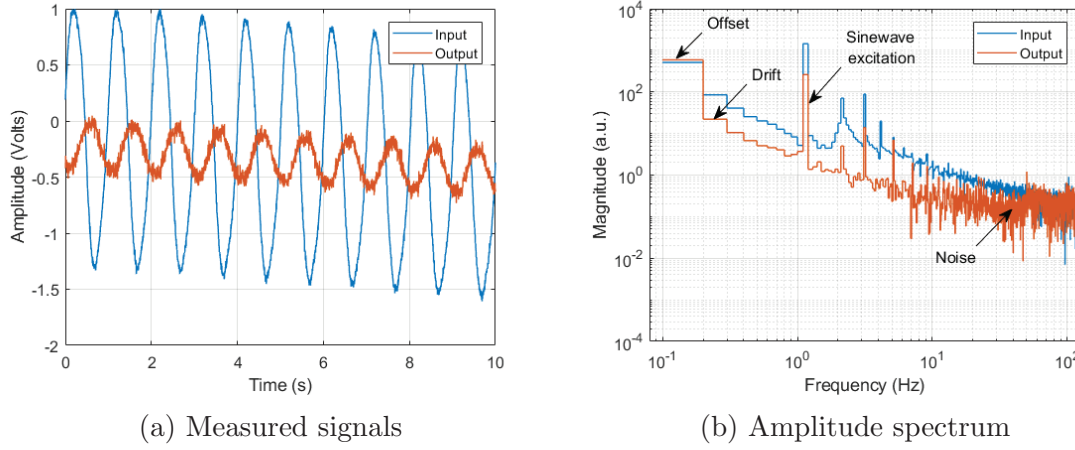 1
0.5
0
-0.5
-1
-1.5
-2
0 2 4 6 8 10
Amplitude (Volts)
Time (s)
Input
Output
(a) Measured signals
10^4
10^2
10^0
10^-2
10^-4
10^-1 10^0 10^1 10^2
Magnitude (a.u.)
Frequency (Hz)
Offset
Drift
Sinewave
excitation
Noise
Input
Output
(b) Amplitude spectrum